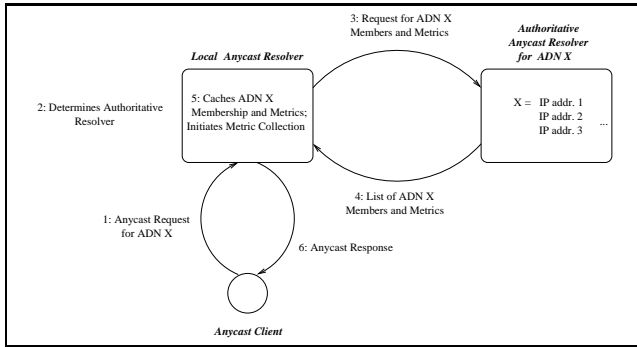 3: Request for ADN X
Members and Metrics
Authoritative
Anycast Resolver
for ADN X
Local Anycast Resolver
2: Determines Authoritative
Resolver
5: Caches ADN X
Membership and Metrics;
Initiates Metric Collection
X = IP addr. 1
IP addr. 2
IP addr. 3 ...
4: List of ADN X
Members and Metrics
1: Anycast Request
for ADN X
6: Anycast Response
Anycast Client